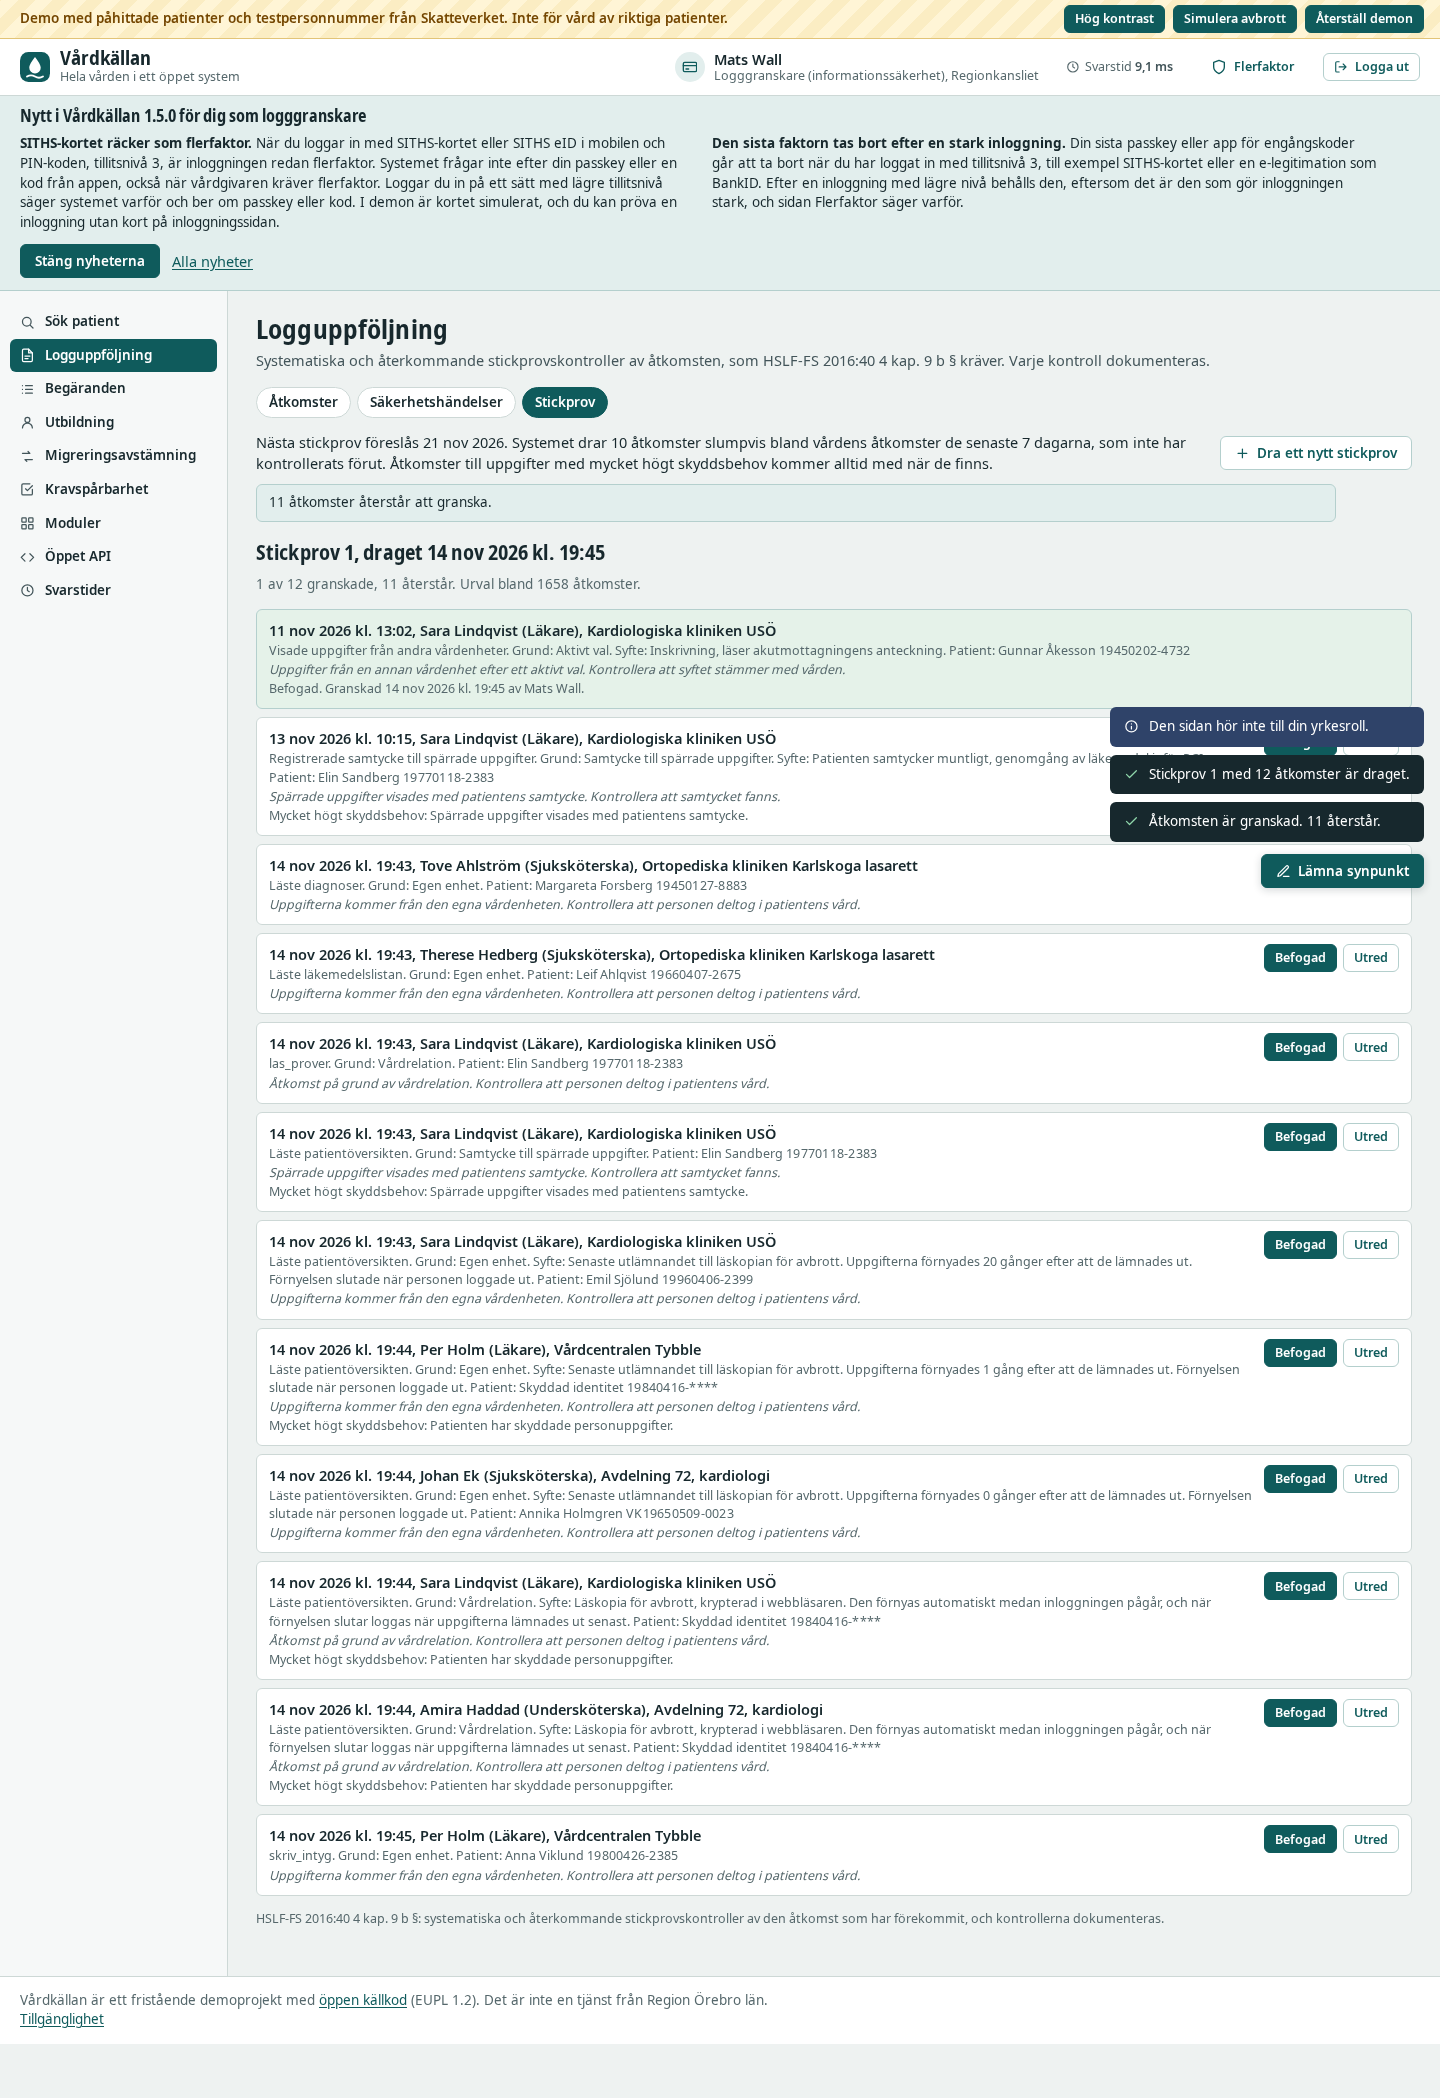 Demo med påhittade patienter och testpersonnummer från Skatteverket. Inte för vård av riktiga patienter.
Hög kontrast
Simulera avbrott
Återställ demon
Vårdkällan
Hela vården i ett öppet system
Mats Wall
Logggranskare (informationssäkerhet), Regionkansliet
Svarstid 9,1 ms
Flerfaktor
Logga ut
Nytt i Vårdkällan 1.5.0 för dig som logggranskare
SITHS-kortet räcker som flerfaktor. När du loggar in med SITHS-kortet eller SITHS eID i mobilen och
PIN-koden, tillitsnivå 3, är inloggningen redan flerfaktor. Systemet frågar inte efter din passkey eller en
kod från appen, också när vårdgivaren kräver flerfaktor. Loggar du in på ett sätt med lägre tillitsnivå
säger systemet varför och ber om passkey eller kod. I demon är kortet simulerat, och du kan pröva en
inloggning utan kort på inloggningssidan.
Den sista faktorn tas bort efter en stark inloggning. Din sista passkey eller app för engångskoder
går att ta bort när du har loggat in med tillitsnivå 3, till exempel SITHS-kortet eller en e-legitimation som
BankID. Efter en inloggning med lägre nivå behålls den, eftersom det är den som gör inloggningen
stark, och sidan Flerfaktor säger varför.
Stäng nyheterna
Alla nyheter
Sök patient
Logguppföljning
Begäranden
Utbildning
Migreringsavstämning
Kravspårbarhet
Moduler
Öppet API
Svarstider
Logguppföljning
Systematiska och återkommande stickprovskontroller av åtkomsten, som HSLF-FS 2016:40 4 kap. 9 b § kräver. Varje kontroll dokumenteras.
Åtkomster
Säkerhetshändelser
Stickprov
Nästa stickprov föreslås 21 nov 2026. Systemet drar 10 åtkomster slumpvis bland vårdens åtkomster de senaste 7 dagarna, som inte har
kontrollerats förut. Åtkomster till uppgifter med mycket högt skyddsbehov kommer alltid med när de finns.
Dra ett nytt stickprov
11 åtkomster återstår att granska.
Stickprov 1, draget 14 nov 2026 kl. 19:45
1 av 12 granskade, 11 återstår. Urval bland 1658 åtkomster.
11 nov 2026 kl. 13:02, Sara Lindqvist (Läkare), Kardiologiska kliniken USÖ
Visade uppgifter från andra vårdenheter. Grund: Aktivt val. Syfte: Inskrivning, läser akutmottagningens anteckning. Patient: Gunnar Åkesson 19450202-4732
Uppgifter från en annan vårdenhet efter ett aktivt val. Kontrollera att syftet stämmer med vården.
Befogad. Granskad 14 nov 2026 kl. 19:45 av Mats Wall.
13 nov 2026 kl. 10:15, Sara Lindqvist (Läkare), Kardiologiska kliniken USÖ
Registrerade samtycke till spärrade uppgifter. Grund: Samtycke till spärrade uppgifter. Syfte: Patienten samtycker muntligt, genomgång av
Patient: Elin Sandberg 19770118-2383
Spärrade uppgifter visades med patientens samtycke. Kontrollera att samtycket fanns.
Mycket högt skyddsbehov: Spärrade uppgifter visades med patientens samtycke.
Den sidan hör inte till din yrkesroll.
Stickprov 1 med 12 åtkomster är draget.
Åtkomsten är granskad. 11 återstår.
Lämna synpunkt
14 nov 2026 kl. 19:43, Tove Ahlström (Sjuksköterska), Ortopediska kliniken Karlskoga lasarett
Läste diagnoser. Grund: Egen enhet. Patient: Margareta Forsberg 19450127-8883
Uppgifterna kommer från den egna vårdenheten. Kontrollera att personen deltog i patientens vård.
14 nov 2026 kl. 19:43, Therese Hedberg (Sjuksköterska), Ortopediska kliniken Karlskoga lasarett
Läste läkemedelslistan. Grund: Egen enhet. Patient: Leif Ahlqvist 19660407-2675
Uppgifterna kommer från den egna vårdenheten. Kontrollera att personen deltog i patientens vård.
Befogad
Utred
14 nov 2026 kl. 19:43, Sara Lindqvist (Läkare), Kardiologiska kliniken USÖ
las_prover. Grund: Vårdrelation. Patient: Elin Sandberg 19770118-2383
Åtkomst på grund av vårdrelation. Kontrollera att personen deltog i patientens vård.
Befogad
Utred
14 nov 2026 kl. 19:43, Sara Lindqvist (Läkare), Kardiologiska kliniken USÖ
Läste patientöversikten. Grund: Samtycke till spärrade uppgifter. Patient: Elin Sandberg 19770118-2383
Spärrade uppgifter visades med patientens samtycke. Kontrollera att samtycket fanns.
Mycket högt skyddsbehov: Spärrade uppgifter visades med patientens samtycke.
Befogad
Utred
14 nov 2026 kl. 19:43, Sara Lindqvist (Läkare), Kardiologiska kliniken USÖ
Läste patientöversikten. Grund: Egen enhet. Syfte: Senaste utlämnandet till läskopian för avbrott. Uppgifterna förnyades 20 gånger efter att de lämnades ut.
Förnyelsen slutade när personen loggade ut. Patient: Emil Sjölund 19960406-2399
Uppgifterna kommer från den egna vårdenheten. Kontrollera att personen deltog i patientens vård.
Befogad
Utred
14 nov 2026 kl. 19:44, Per Holm (Läkare), Vårdcentralen Tybble
Läste patientöversikten. Grund: Egen enhet. Syfte: Senaste utlämnandet till läskopian för avbrott. Uppgifterna förnyades 1 gång efter att de lämnades ut. Förnyelsen
slutade när personen loggade ut. Patient: Skyddad identitet 19840416-****
Uppgifterna kommer från den egna vårdenheten. Kontrollera att personen deltog i patientens vård.
Mycket högt skyddsbehov: Patienten har skyddade personuppgifter.
Befogad
Utred
14 nov 2026 kl. 19:44, Johan Ek (Sjuksköterska), Avdelning 72, kardiologi
Läste patientöversikten. Grund: Egen enhet. Syfte: Senaste utlämnandet till läskopian för avbrott. Uppgifterna förnyades 0 gånger efter att de lämnades ut. Förnyelsen
slutade när personen loggade ut. Patient: Annika Holmgren VK19650509-0023
Uppgifterna kommer från den egna vårdenheten. Kontrollera att personen deltog i patientens vård.
Befogad
Utred
14 nov 2026 kl. 19:44, Sara Lindqvist (Läkare), Kardiologiska kliniken USÖ
Läste patientöversikten. Grund: Vårdrelation. Syfte: Läskopia för avbrott, krypterad i webbläsaren. Den förnyas automatiskt medan inloggningen pågår, och när
förnyelsen slutar loggas när uppgifterna lämnades ut senast. Patient: Skyddad identitet 19840416-****
Åtkomst på grund av vårdrelation. Kontrollera att personen deltog i patientens vård.
Mycket högt skyddsbehov: Patienten har skyddade personuppgifter.
Befogad
Utred
14 nov 2026 kl. 19:44, Amira Haddad (Undersköterska), Avdelning 72, kardiologi
Läste patientöversikten. Grund: Vårdrelation. Syfte: Läskopia för avbrott, krypterad i webbläsaren. Den förnyas automatiskt medan inloggningen pågår, och när
förnyelsen slutar loggas när uppgifterna lämnades ut senast. Patient: Skyddad identitet 19840416-****
Åtkomst på grund av vårdrelation. Kontrollera att personen deltog i patientens vård.
Mycket högt skyddsbehov: Patienten har skyddade personuppgifter.
Befogad
Utred
14 nov 2026 kl. 19:45, Per Holm (Läkare), Vårdcentralen Tybble
skriv_intyg. Grund: Egen enhet. Patient: Anna Viklund 19800426-2385
Uppgifterna kommer från den egna vårdenheten. Kontrollera att personen deltog i patientens vård.
Befogad
Utred
HSLF-FS 2016:40 4 kap. 9 b §: systematiska och återkommande stickprovskontroller av den åtkomst som har förekommit, och kontrollerna dokumenteras.
Vårdkällan är ett fristående demoprojekt med öppen källkod (EUPL 1.2). Det är inte en tjänst från Region Örebro län.
Tillgänglighet